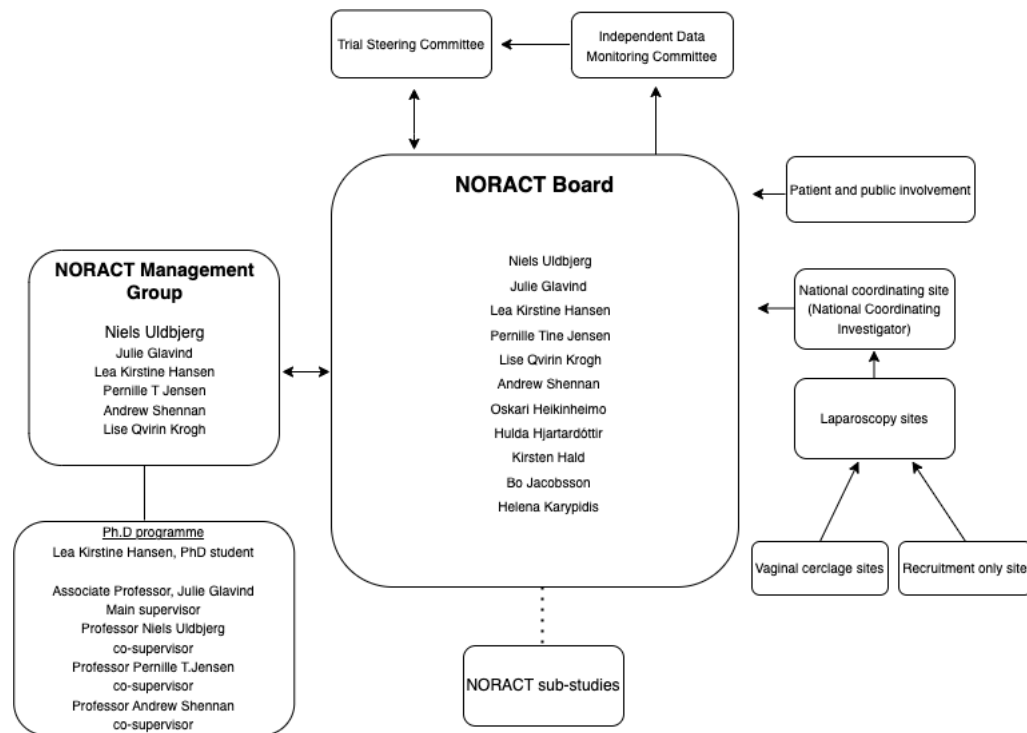 Trial Steering Committee
Independent Data
Monitoring Committee
NORACT Board
Niels Uldbjerg
Julie Glavind
Lea Kirstine Hansen
Pernille Tine Jensen
Lise Qvirin Krogh
Andrew Shennan
Oskari Heikinheimo
Hulda Hjartardóttir
Kirsten Hald
Bo Jacobsson
Helena Karypidis
Patient and public involvement
National coordinating site
(National Coordinating
Investigator)
Laparoscopy sites
Vaginal cerclage sites
Recruitment only site
NORACT Management
Group
Niels Uldbjerg
Julie Glavind
Lea Kirstine Hansen
Pernille T Jensen
Andrew Shennan
Lise Qvirin Krogh
Ph.D programme
Lea Kirstine Hansen, PhD student
Associate Professor, Julie Glavind
Main supervisor
Professor Niels Uldbjerg
co-supervisor
Professor Pernille T.Jensen
co-supervisor
Professor Andrew Shennan
co-supervisor
NORACT sub-studies